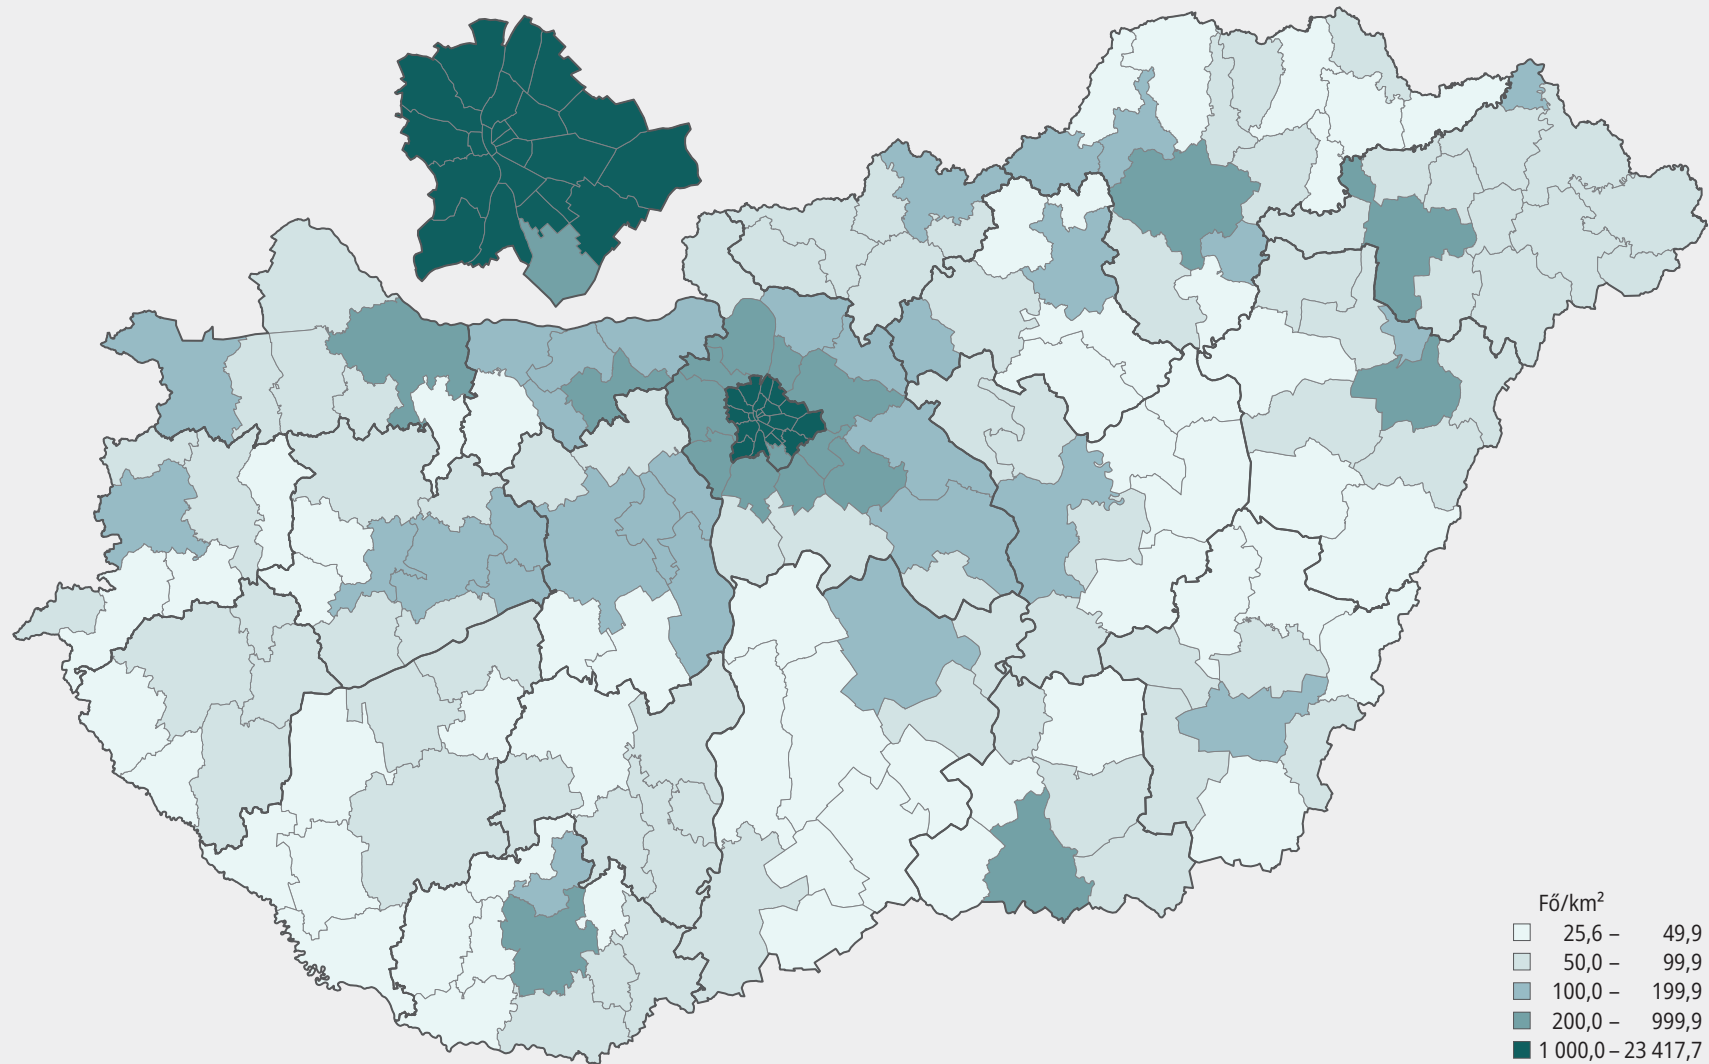 Fő/km²
25,6 – 49,9
50,0 – 99,9
100,0 – 199,9
200,0 – 999,9
1 000,0 – 23 417,7